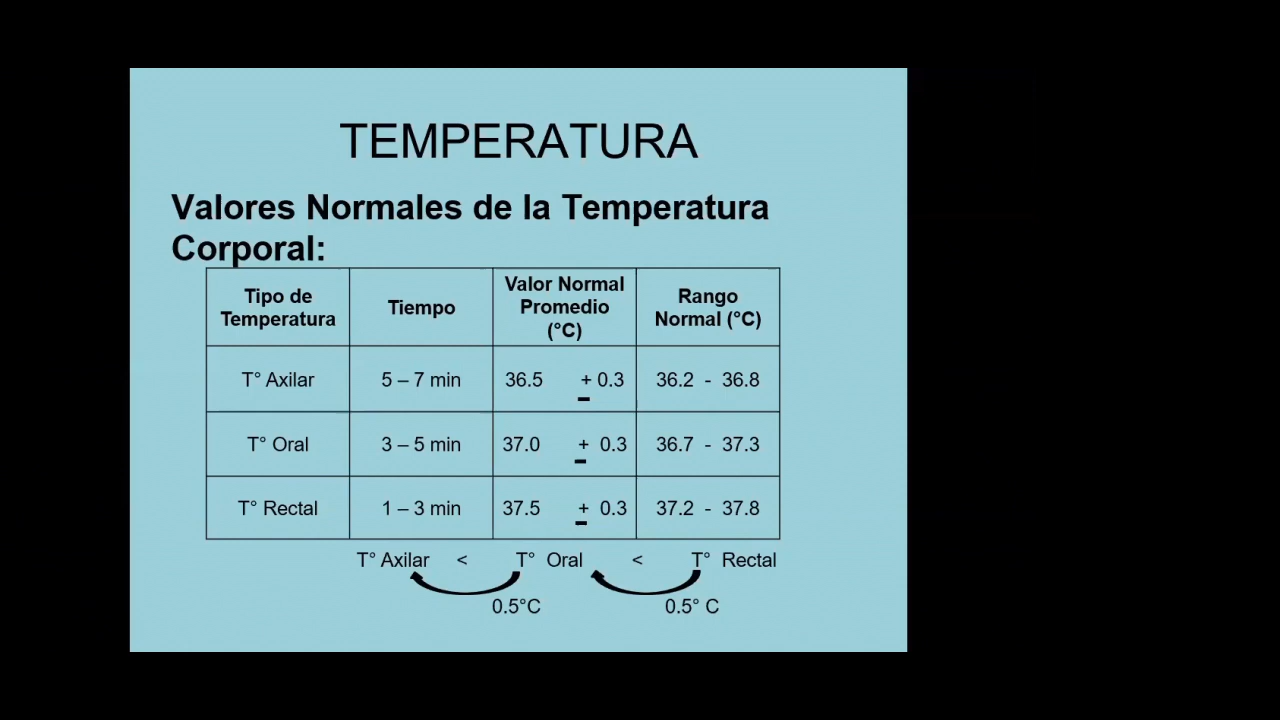 TEMPERATURA
Valores Normales de la Temperatura
Corporal:
Tipo de Temperatura | Tiempo | Valor Normal Promedio (°C) | Rango Normal (°C)
T° Axilar | 5 – 7 min | 36.5 ± 0.3 | 36.2 - 36.8
T° Oral | 3 – 5 min | 37.0 ± 0.3 | 36.7 - 37.3
T° Rectal | 1 – 3 min | 37.5 ± 0.3 | 37.2 - 37.8
T° Axilar < T° Oral < T° Rectal
0.5°C 0.5° C